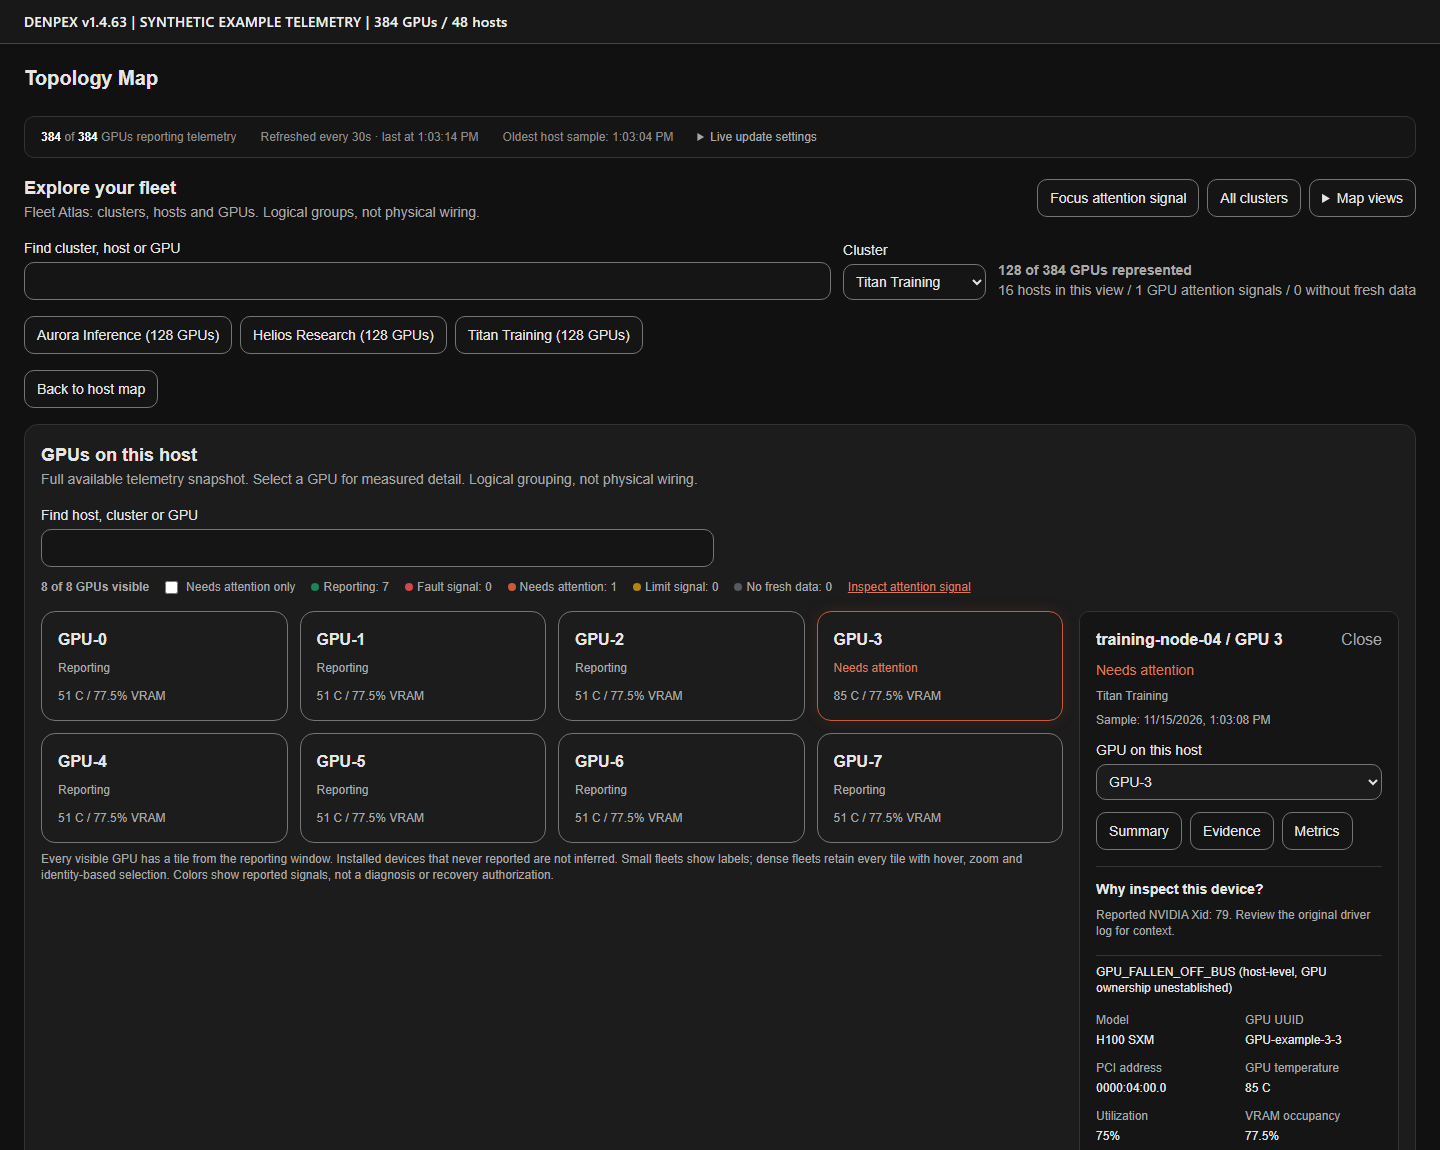 DENPEX v1.4.63 | SYNTHETIC EXAMPLE TELEMETRY | 384 GPUs / 48 hosts
Topology Map
384 of 384 GPUs reporting telemetry Refreshed every 30s · last at 1:03:14 PM Oldest host sample: 1:03:04 PM ▶ Live update settings
Explore your fleet
Fleet Atlas: clusters, hosts and GPUs. Logical groups, not physical wiring.
Focus attention signal All clusters ▶ Map views
Find cluster, host or GPU
Cluster
Titan Training
128 of 384 GPUs represented
16 hosts in this view / 1 GPU attention signals / 0 without fresh data
Aurora Inference (128 GPUs) Helios Research (128 GPUs) Titan Training (128 GPUs)
Back to host map
GPUs on this host
Full available telemetry snapshot. Select a GPU for measured detail. Logical grouping, not physical wiring.
Find host, cluster or GPU
8 of 8 GPUs visible Needs attention only Reporting: 7 Fault signal: 0 Needs attention: 1 Limit signal: 0 No fresh data: 0 Inspect attention signal
GPU-0
Reporting
51 C / 77.5% VRAM
GPU-1
Reporting
51 C / 77.5% VRAM
GPU-2
Reporting
51 C / 77.5% VRAM
GPU-3
Needs attention
85 C / 77.5% VRAM
GPU-4
Reporting
51 C / 77.5% VRAM
GPU-5
Reporting
51 C / 77.5% VRAM
GPU-6
Reporting
51 C / 77.5% VRAM
GPU-7
Reporting
51 C / 77.5% VRAM
Every visible GPU has a tile from the reporting window. Installed devices that never reported are not inferred. Small fleets show labels; dense fleets retain every tile with hover, zoom and
identity-based selection. Colors show reported signals, not a diagnosis or recovery authorization.
training-node-04 / GPU 3 Close
Needs attention
Titan Training
Sample: 11/15/2026, 1:03:08 PM
GPU on this host
GPU-3
Summary Evidence Metrics
Why inspect this device?
Reported NVIDIA Xid: 79. Review the original driver
log for context.
GPU_FALLEN_OFF_BUS (host-level, GPU
ownership unestablished)
Model GPU UUID
H100 SXM GPU-example-3-3
PCI address GPU temperature
0000:04:00.0 85 C
Utilization VRAM occupancy
75% 77.5%